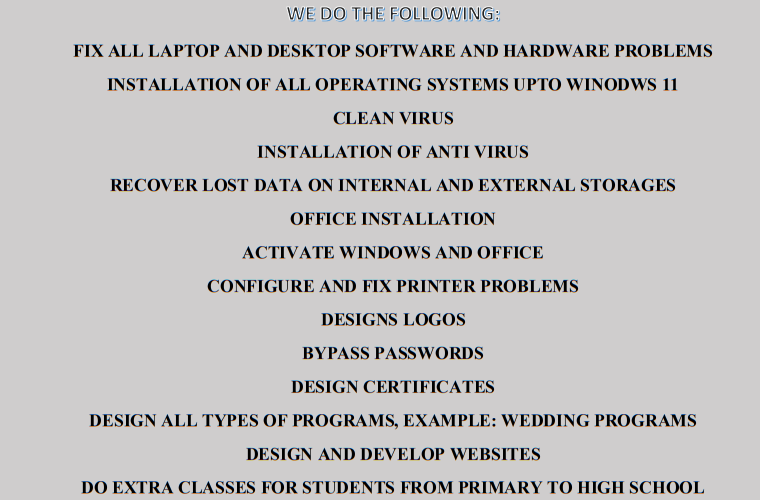 WE DO THE FOLLOWING:
FIX ALL LAPTOP AND DESKTOP SOFTWARE AND HARDWARE PROBLEMS
INSTALLATION OF ALL OPERATING SYSTEMS UPTO WINODWS 11
CLEAN VIRUS
INSTALLATION OF ANTI VIRUS
RECOVER LOST DATA ON INTERNAL AND EXTERNAL STORAGES
OFFICE INSTALLATION
ACTIVATE WINDOWS AND OFFICE
CONFIGURE AND FIX PRINTER PROBLEMS
DESIGNS LOGOS
BYPASS PASSWORDS
DESIGN CERTIFICATES
DESIGN ALL TYPES OF PROGRAMS, EXAMPLE: WEDDING PROGRAMS
DESIGN AND DEVELOP WEBSITES
DO EXTRA CLASSES FOR STUDENTS FROM PRIMARY TO HIGH SCHOOL